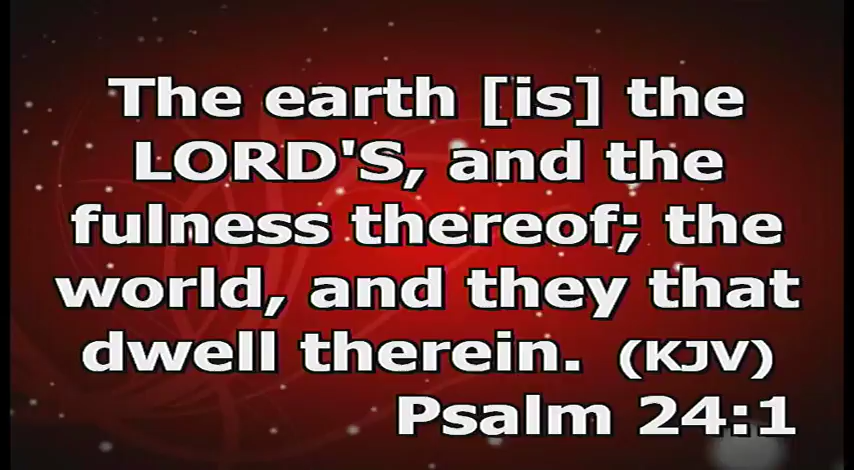 The earth [is] the
LORD'S, and the
fulness thereof; the
world, and they that
dwell therein. (KJV)
Psalm 24:1